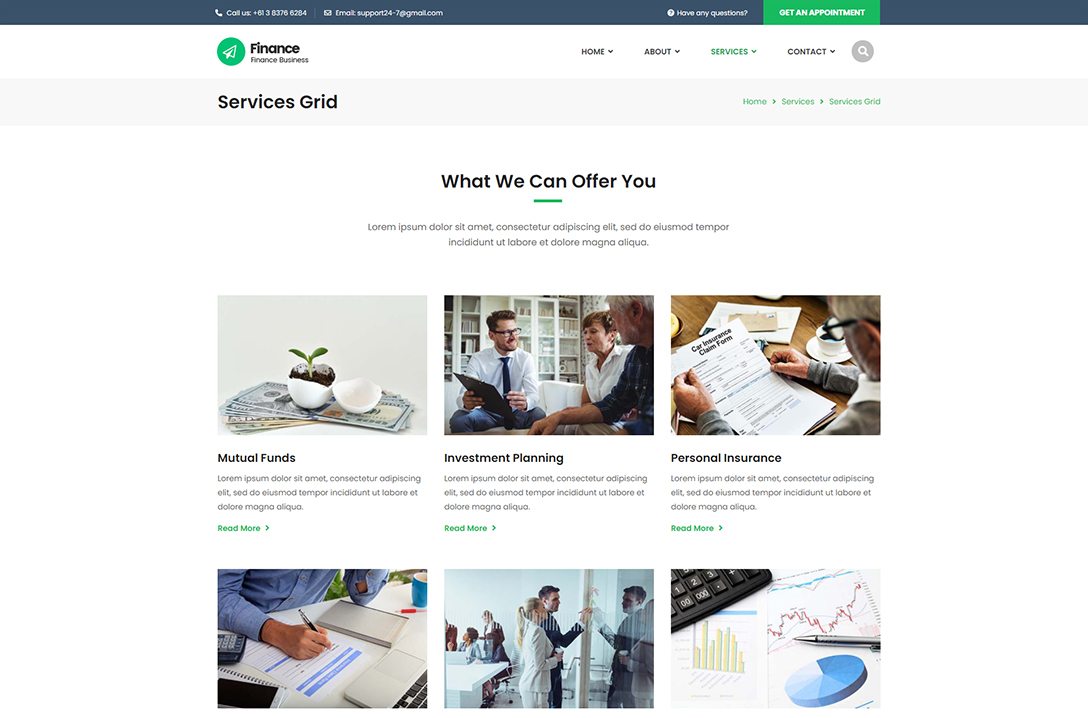 Call us: +61 3 8376 6284
Email: support24-7@gmail.com
Have any questions?
GET AN APPOINTMENT
Finance
Finance Business
HOME
ABOUT
SERVICES
CONTACT
Services Grid
Home > Services > Services Grid
What We Can Offer You
Lorem ipsum dolor sit amet, consectetur adipiscing elit, sed do eiusmod tempor
incididunt ut labore et dolore magna aliqua.
Car Insurance
Claim Form
Mutual Funds
Lorem ipsum dolor sit amet, consectetur adipiscing
elit, sed do eiusmod tempor incididunt ut labore et
dolore magna aliqua.
Read More >
Investment Planning
Lorem ipsum dolor sit amet, consectetur adipiscing
elit, sed do eiusmod tempor incididunt ut labore et
dolore magna aliqua.
Read More >
Personal Insurance
Lorem ipsum dolor sit amet, consectetur adipiscing
elit, sed do eiusmod tempor incididunt ut labore et
dolore magna aliqua.
Read More >